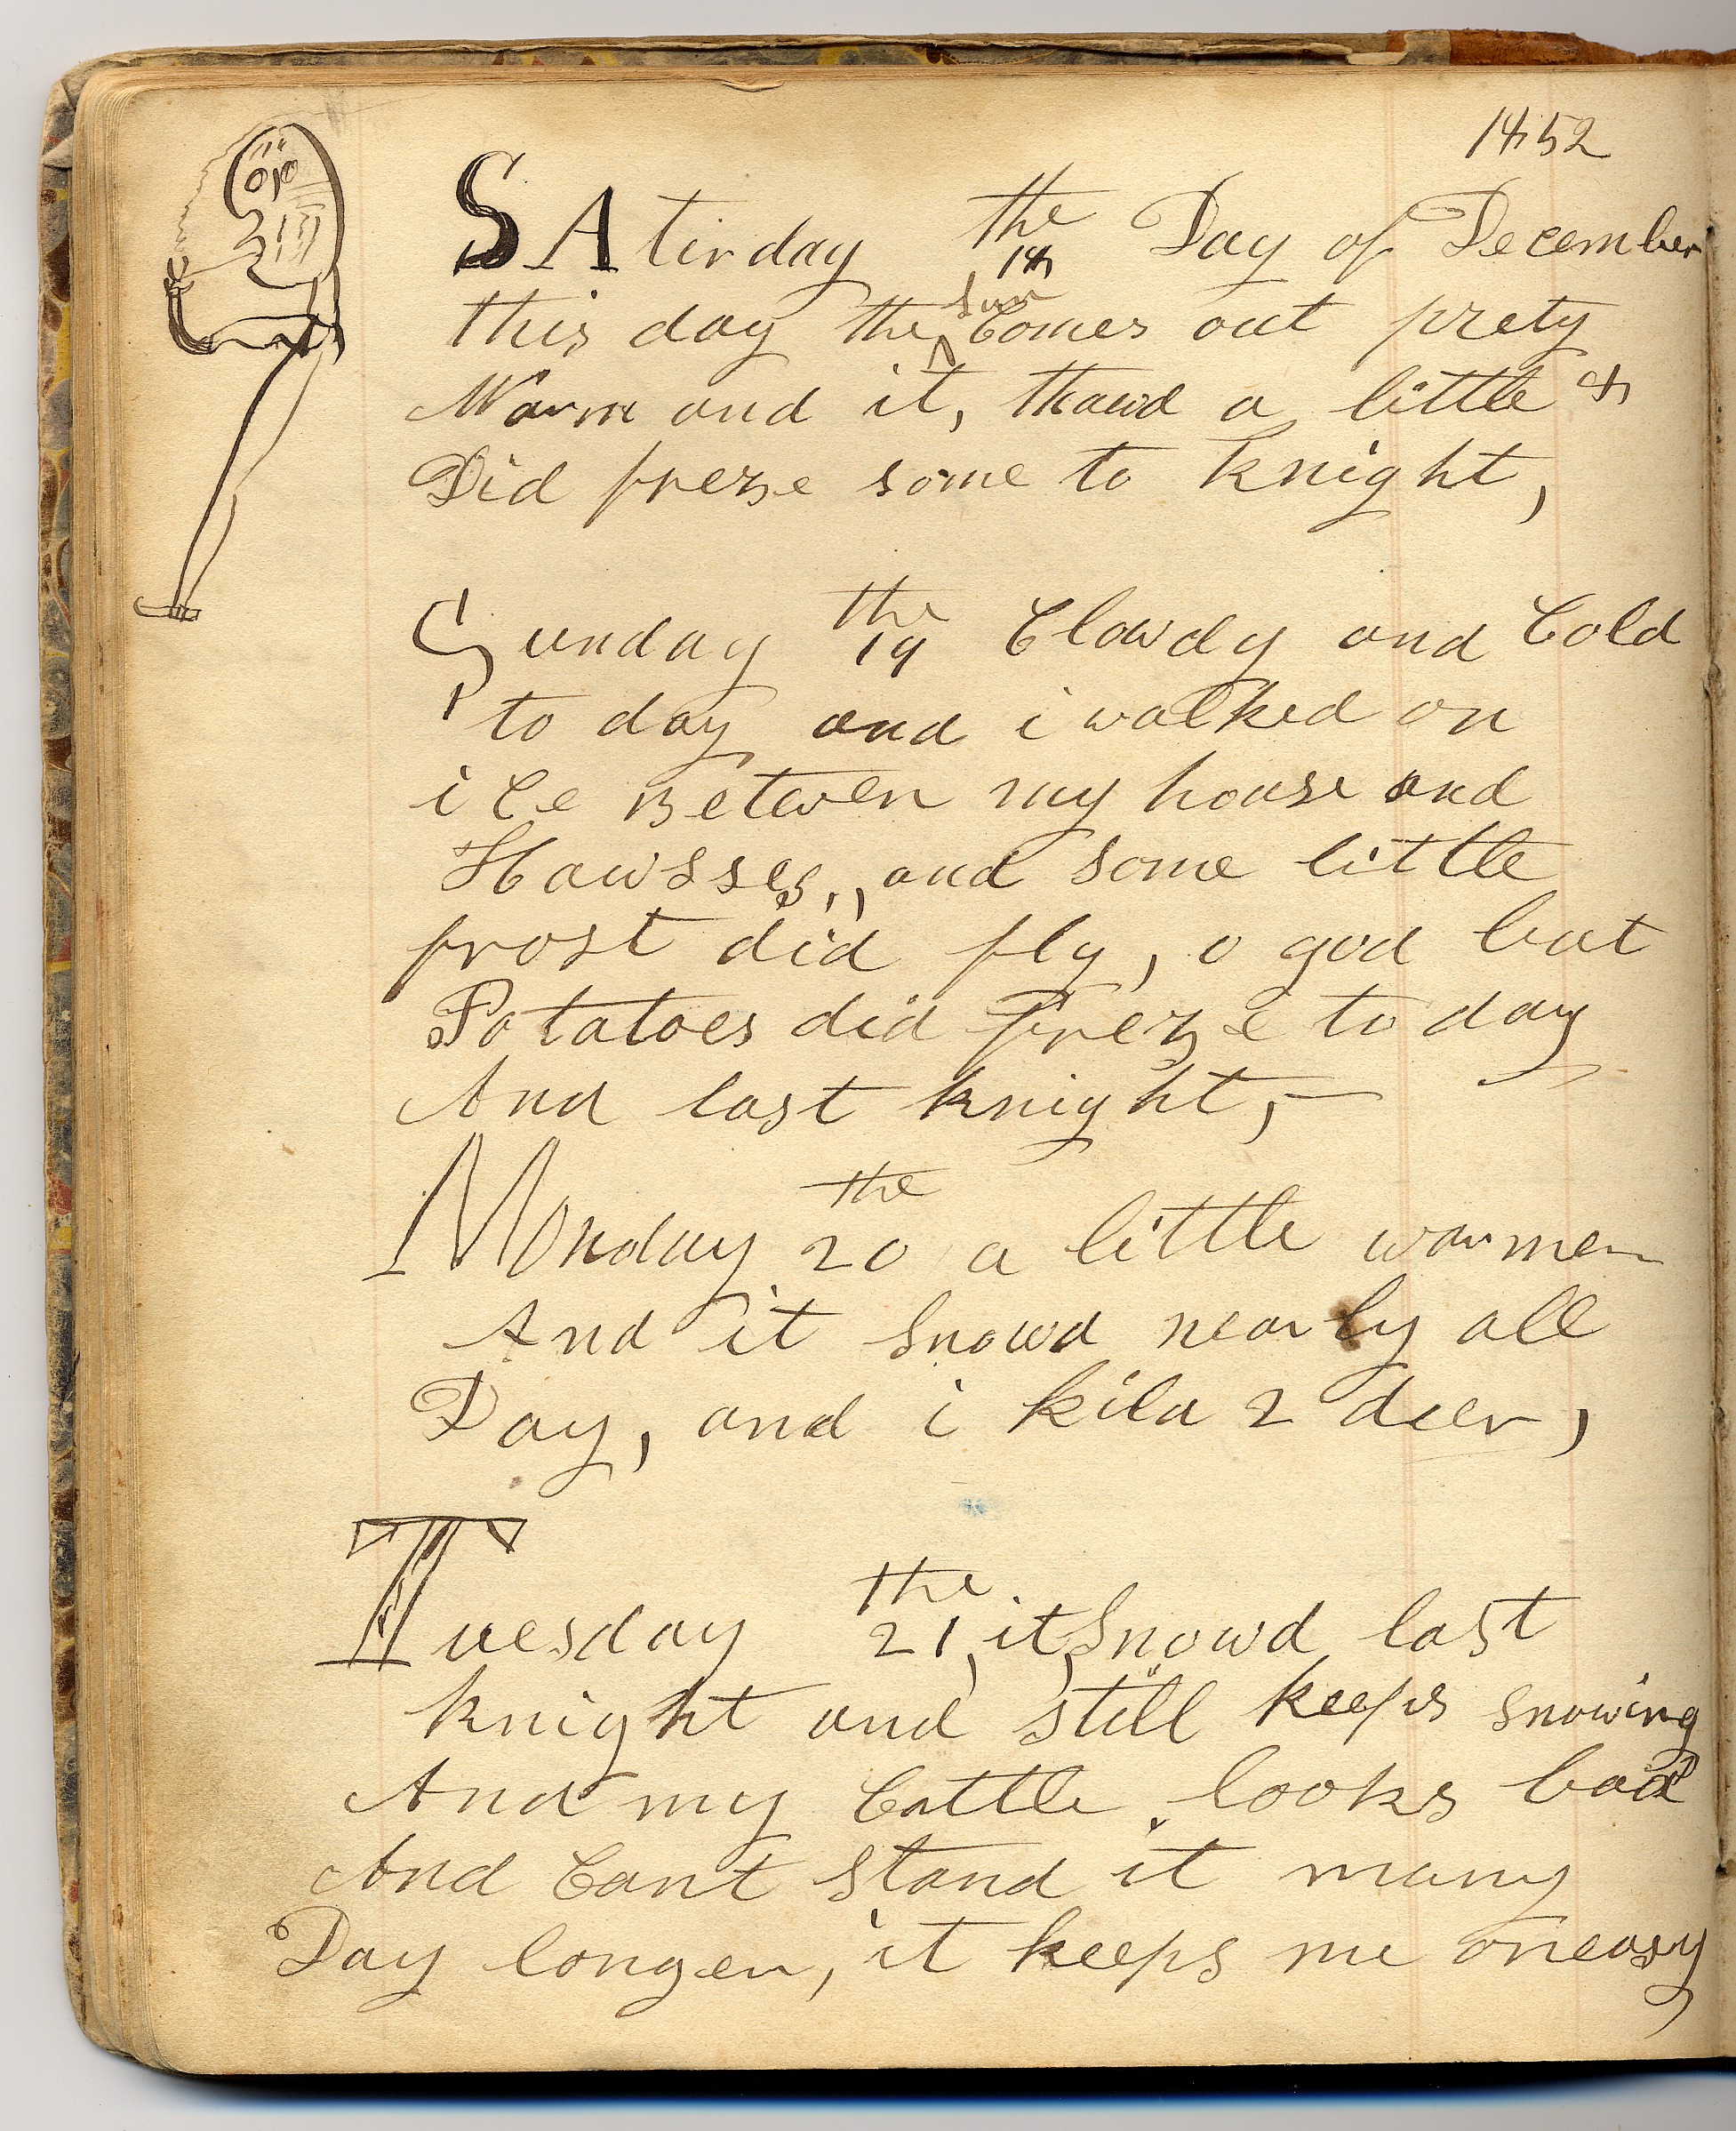 1852
SAtirday the 18 Day of December
this day the sun Comes out prety
Warm and it, thawd a little &
Did freze some to knight,
Sunday the 19 Clowdy and Cold
to day and i walked on
iCe Betwen my house and
Hawsses,, and some little
frost did fly, o god but
Potatoes did freze to day
And last knight,—
Monday the 20 a little warmer
And it snowd nearly all
Day, and i kild 2 deer,
Tuesday the 21, it, snowd last
knight and still keeps snowing
And my Cattle looks bad
And Cant stand it many
Day longer, it keeps me oneasy